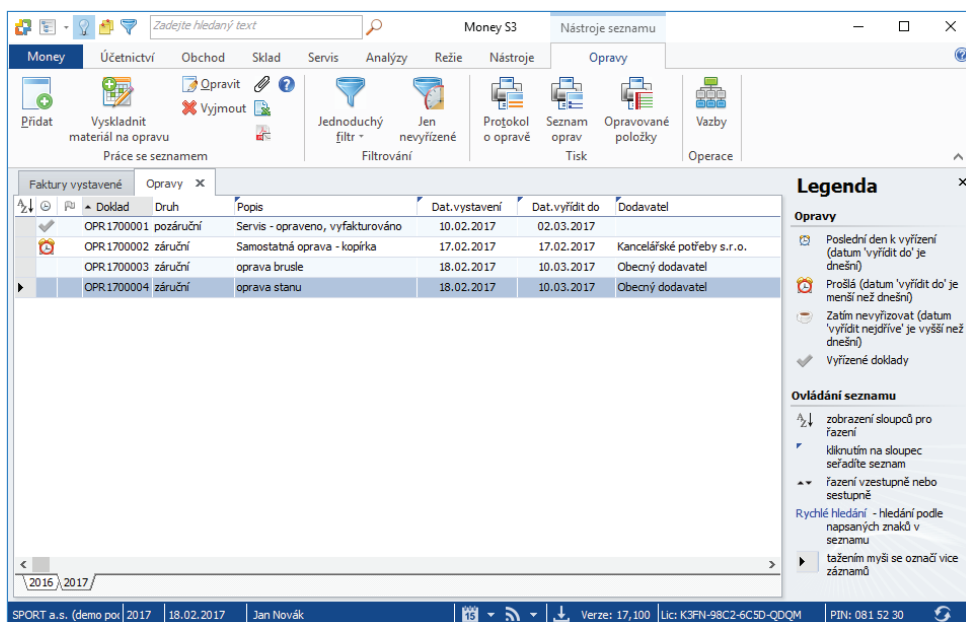 Zadejte hledaný text
Money S3
Nástroje seznamu
Money Účetnictví Obchod Sklad Servis Analýzy Režie Nástroje Opravy
Přidat
Vyskladnit
materiál na opravu
Opravit
Vyjmout
Jednoduchý
filtr
Jen
nevyřízené
Protokol
o opravě
Seznam
oprav
Opravované
položky
Vazby
Práce se seznamem Filtrování Tisk Operace
Faktury vystavené Opravy X
Doklad Druh Popis Dat.vystavení Dat.vyřídit do Dodavatel
OPR1700001 pozáruční Servis - opraveno, vyfakturováno 10.02.2017 02.03.2017
OPR1700002 záruční Samostatná oprava - kopírka 17.02.2017 17.02.2017 Kancelářské potřeby s.r.o.
OPR1700003 záruční oprava brusle 18.02.2017 10.03.2017 Obecný dodavatel
OPR1700004 záruční oprava stanu 18.02.2017 10.03.2017 Obecný dodavatel
2016 2017
Legenda
Opravy
Poslední den k vyřízení
(datum 'vyřídit do' je
dnešní)
Prošlá (datum 'vyřídit do' je
menší než dnešní)
Zatím nevyřizovat (datum
'vyřídit nejdříve' je vyšší než
dnešní)
Vyřízené doklady
Ovládání seznamu
zobrazení sloupců pro
řazení
kliknutím na sloupec
seřadíte seznam
řazení vzestupně nebo
sestupně
Rychlé hledání - hledání podle
napsaných znaků v
seznamu
tažením myši se označí více
záznamů
SPORT a.s. (demo poc 2017 18.02.2017 Jan Novák 15 Verze: 17,100 Lic: K3FN-98C2-6C5D-QDQM PIN: 081 52 30